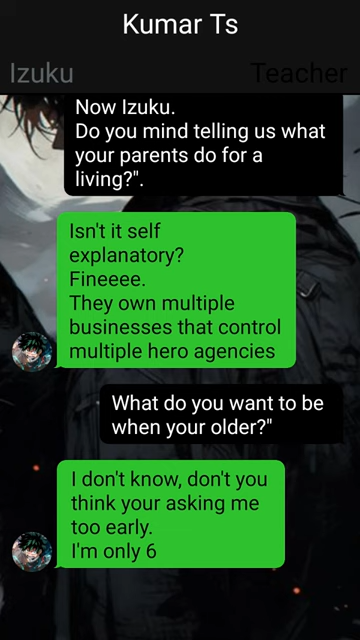 Kumar Ts
Izuku
Teacher
Now Izuku.
Do you mind telling us what
your parents do for a
living?".
Isn't it self
explanatory?
Fineeee.
They own multiple
businesses that control
multiple hero agencies
What do you want to be
when your older?"
I don't know, don't you
think your asking me
too early.
I'm only 6